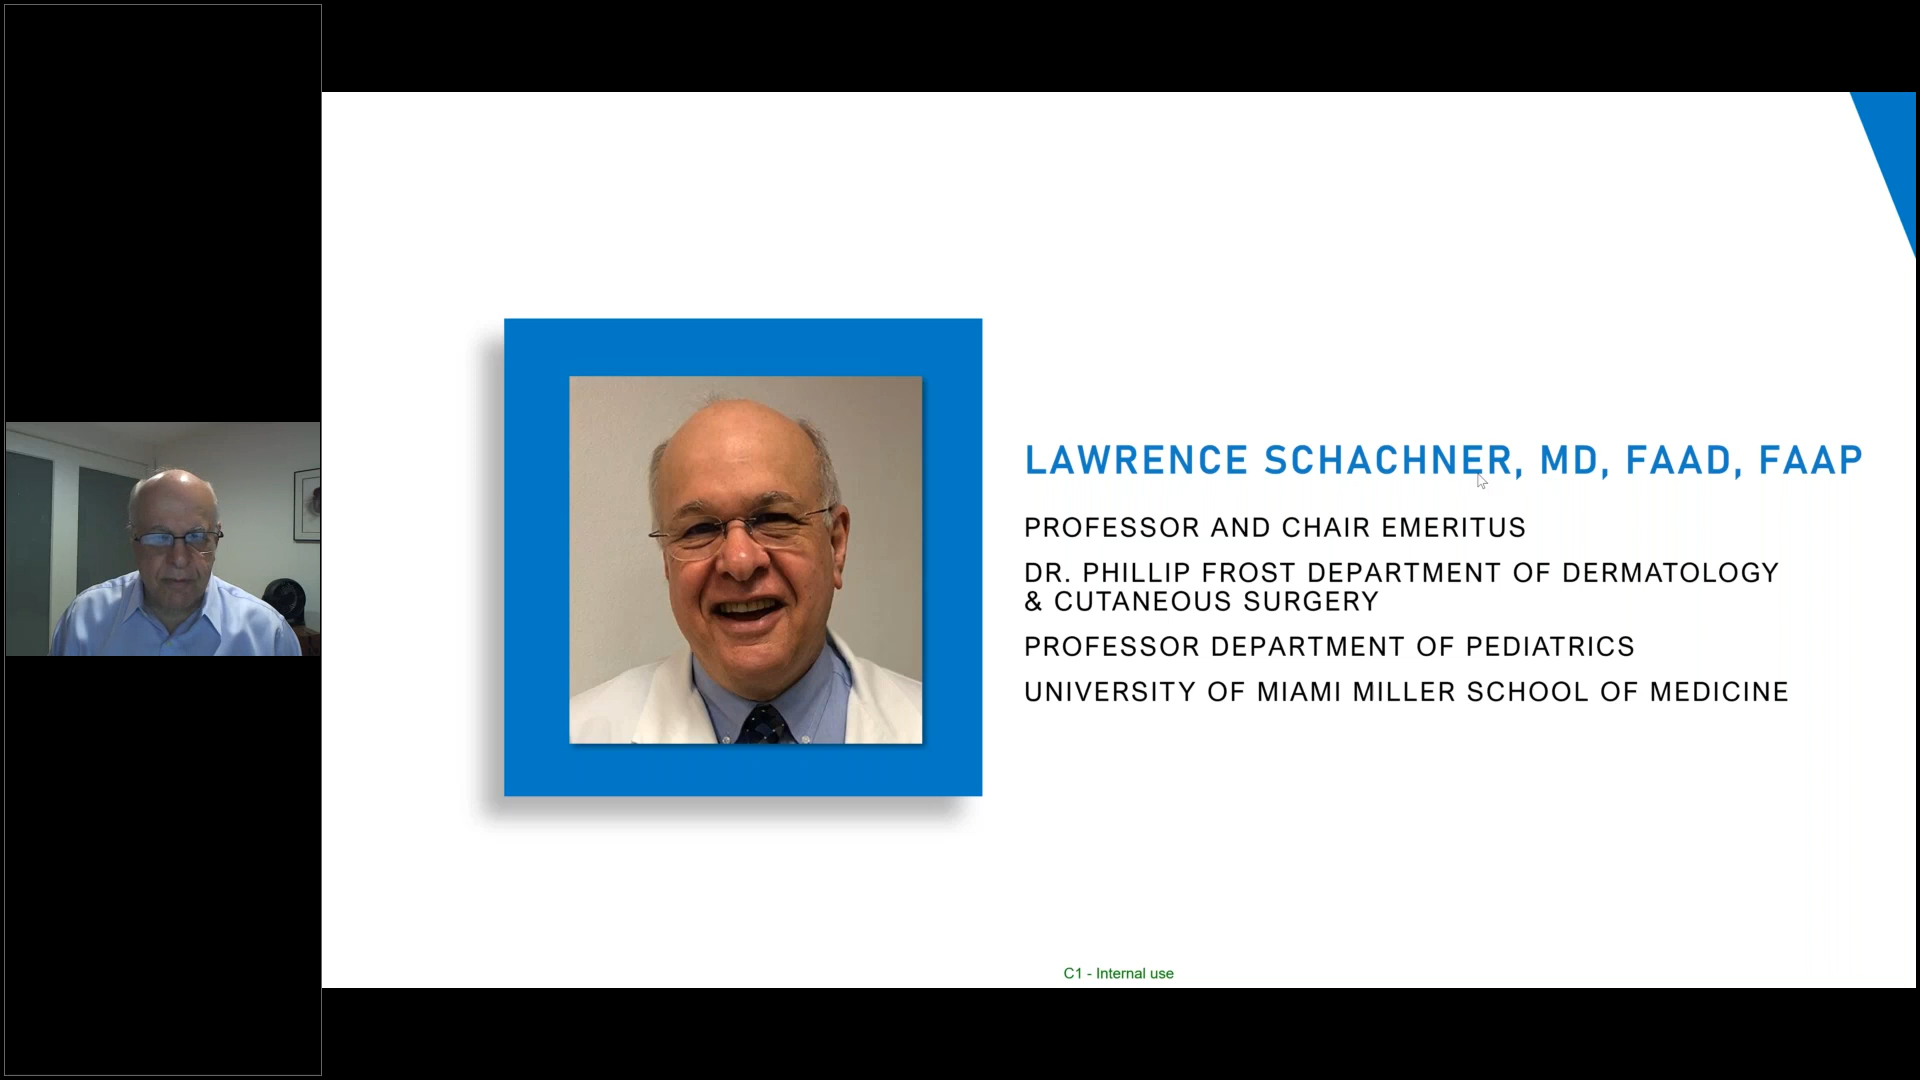 LAWRENCE SCHACHNER, MD, FAAD, FAAP
PROFESSOR AND CHAIR EMERITUS
DR. PHILLIP FROST DEPARTMENT OF DERMATOLOGY
& CUTANEOUS SURGERY
PROFESSOR DEPARTMENT OF PEDIATRICS
UNIVERSITY OF MIAMI MILLER SCHOOL OF MEDICINE
C1 - Internal use